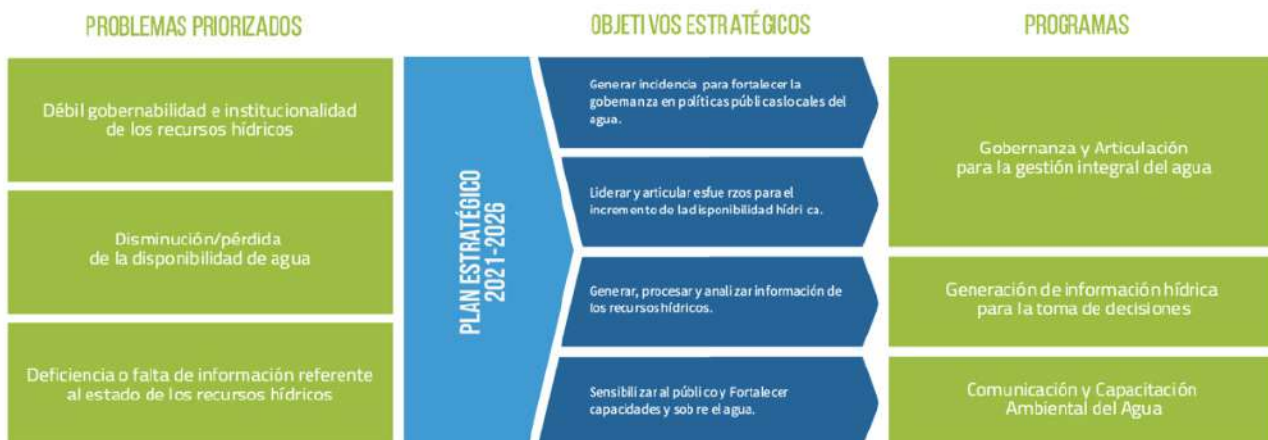 PROBLEMAS PRIORIZADOS
Débil gobernabilidad e institucionalidad
de los recursos hídricos
Disminución/pérdida
de la disponibilidad de agua
Deficiencia o falta de información referente
al estado de los recursos hídricos
PLAN ESTRATÉGICO
2021-2026
OBJETIVOS ESTRATÉGICOS
Generar incidencia para fortalecer la
gobernanza en políticas públicas locales del
agua.
Liderar y articular esfuerzos para el
incremento de la disponibilidad hídrica.
Generar, procesar y analizar información de
los recursos hídricos.
Sensibilizar al público y Fortalecer
capacidades y sobre el agua.
PROGRAMAS
Gobernanza y Articulación
para la gestión integral del agua
Generación de información hídrica
para la toma de decisiones
Comunicación y Capacitación
Ambiental del Agua